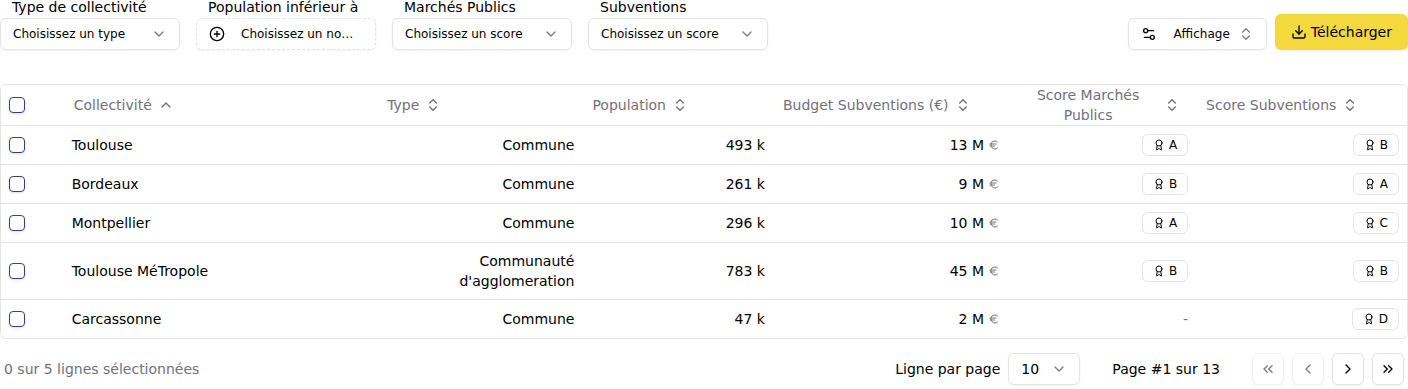 Type de collectivité
Population inférieur à
Marchés Publics
Subventions
Choisissez un type
Choisissez un no...
Choisissez un score
Choisissez un score
Affichage
Télécharger
Collectivité
Type
Population
Budget Subventions (€)
Score Marchés
Publics
Score Subventions
Toulouse Commune 493 k 13 M € A B
Bordeaux Commune 261 k 9 M € B A
Montpellier Commune 296 k 10 M € A C
Toulouse MéTropole Communauté
d'agglomeration 783 k 45 M € B B
Carcassonne Commune 47 k 2 M € - D
0 sur 5 lignes sélectionnées
Ligne par page 10
Page #1 sur 13